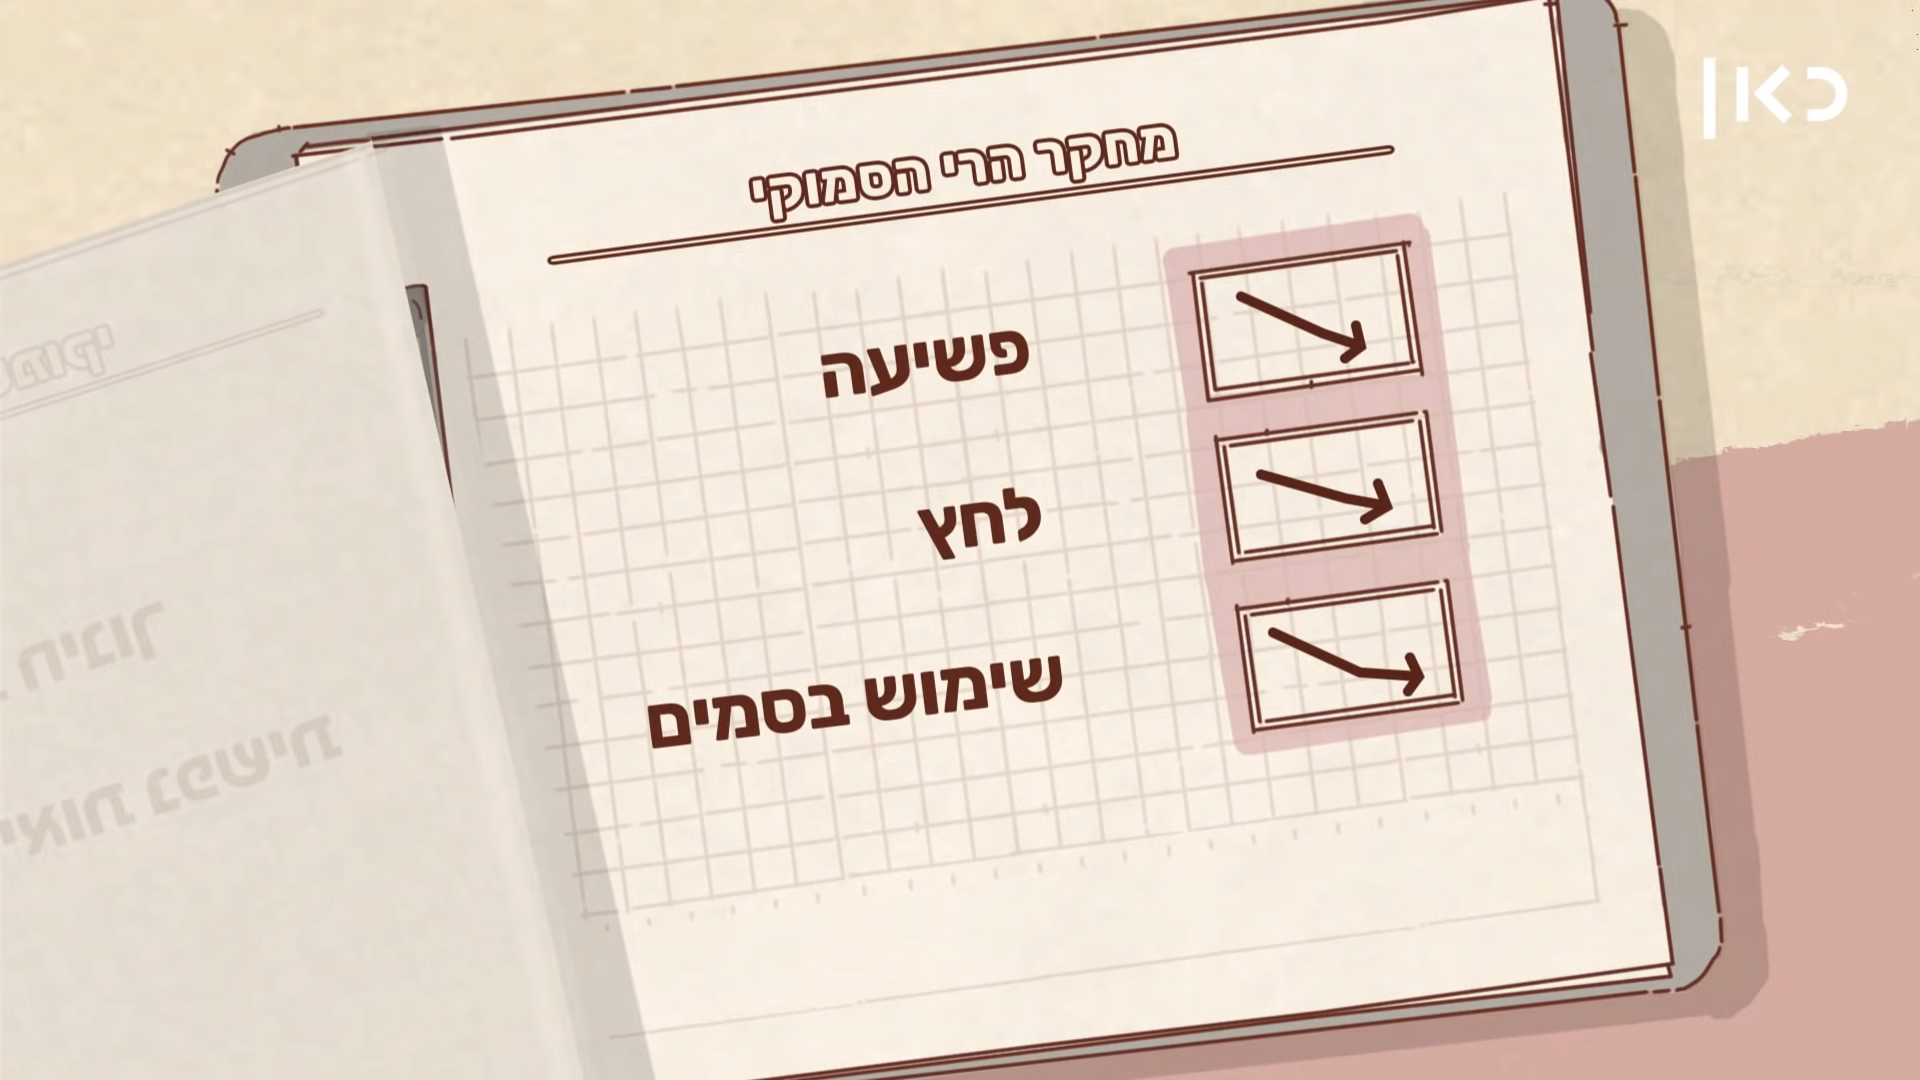 כאן
מחקר הרי הסמוקי
פשיעה
לחץ
שימוש בסמים